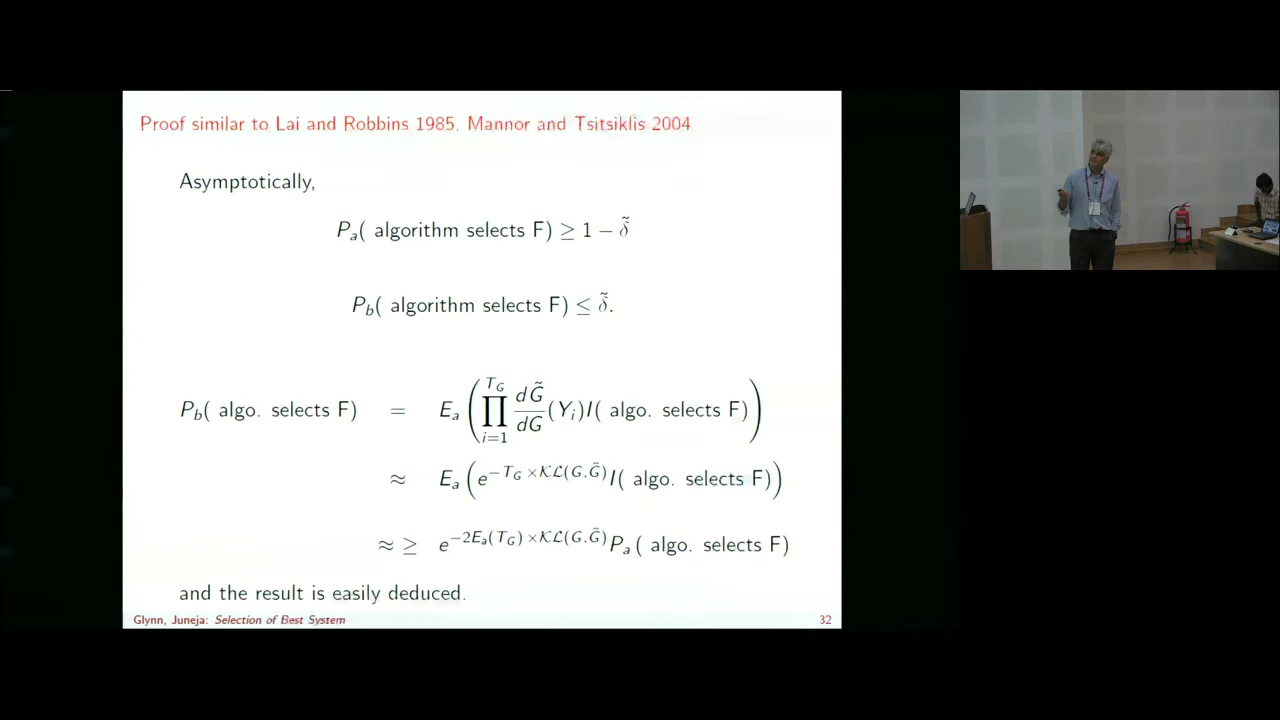 Proof similar to Lai and Robbins 1985, Mannor and Tsitsiklis 2004
Asymptotically,
P_a( algorithm selects F) ≥ 1 − δ̃
P_b( algorithm selects F) ≤ δ̃.
P_b( algo. selects F) = E_a (∏_{i=1}^{T_G} dG̃/dG (Y_i)I( algo. selects F))
≈ E_a (e^{−T_G×𝒦ℒ(G,G̃)} I( algo. selects F))
≈ ≥ e^{−2E_a(T_G)×𝒦ℒ(G,G̃)} P_a( algo. selects F)
and the result is easily deduced.
Glynn, Juneja: Selection of Best System 32